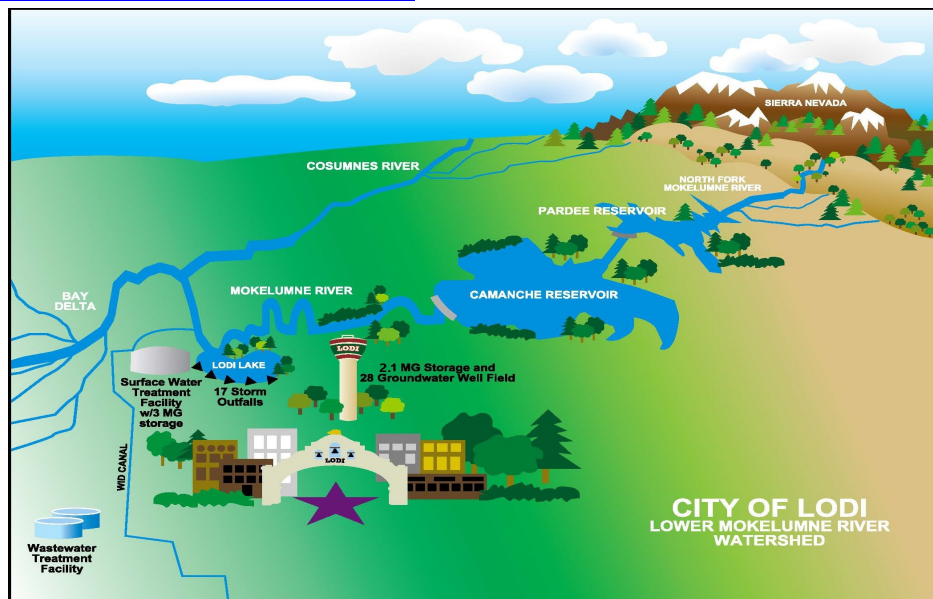 SIERRA NEVADA
COSUMNES RIVER
NORTH FORK
MOKELUMNE RIVER
PARDEE RESERVOIR
BAY
DELTA
MOKELUMNE RIVER
CAMANCHE RESERVOIR
LODI
LODI LAKE
2.1 MG Storage and
28 Groundwater Well Field
Surface Water
Treatment
Facility
w/3 MG
storage
17 Storm
Outfalls
WID CANAL
LODI
CITY OF LODI
LOWER MOKELUMNE RIVER
WATERSHED
Wastewater
Treatment
Facility